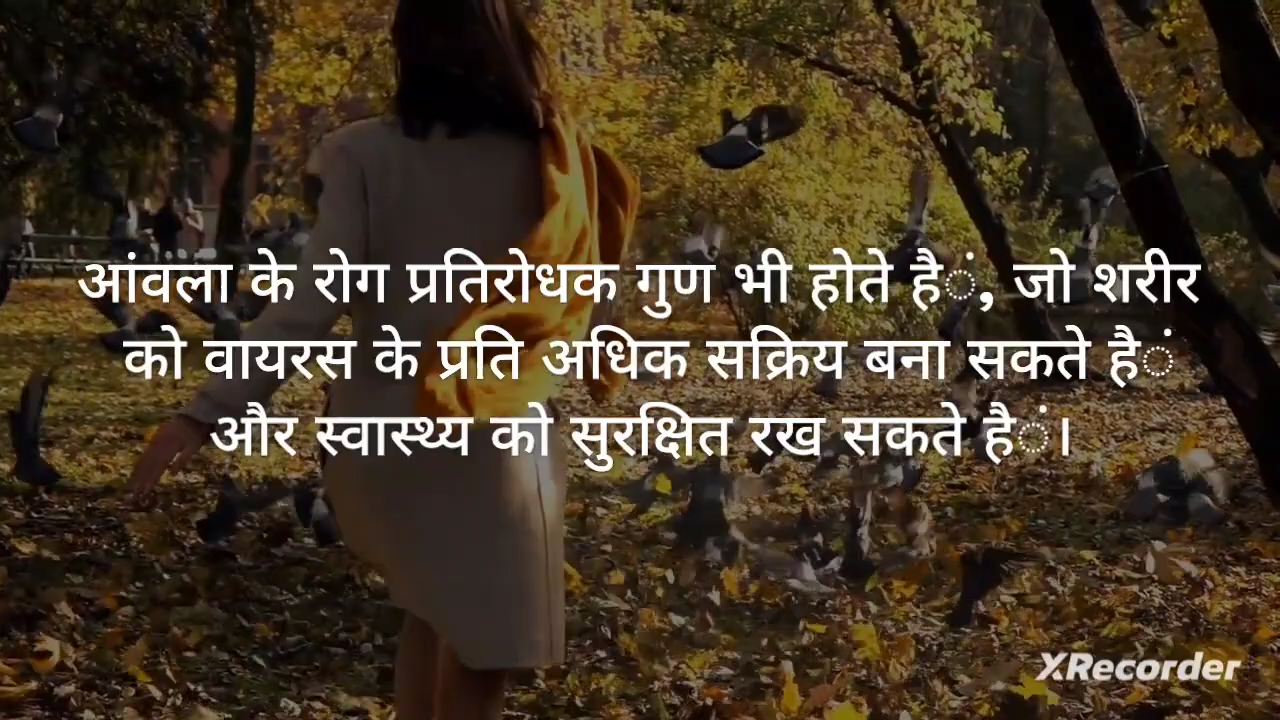 आंवला के रोग प्रतिरोधक गुण भी होते हैं, जो शरीर
को वायरस के प्रति अधिक सक्रिय बना सकते हैं
और स्वास्थ्य को सुरक्षित रख सकते हैं।
XRecorder